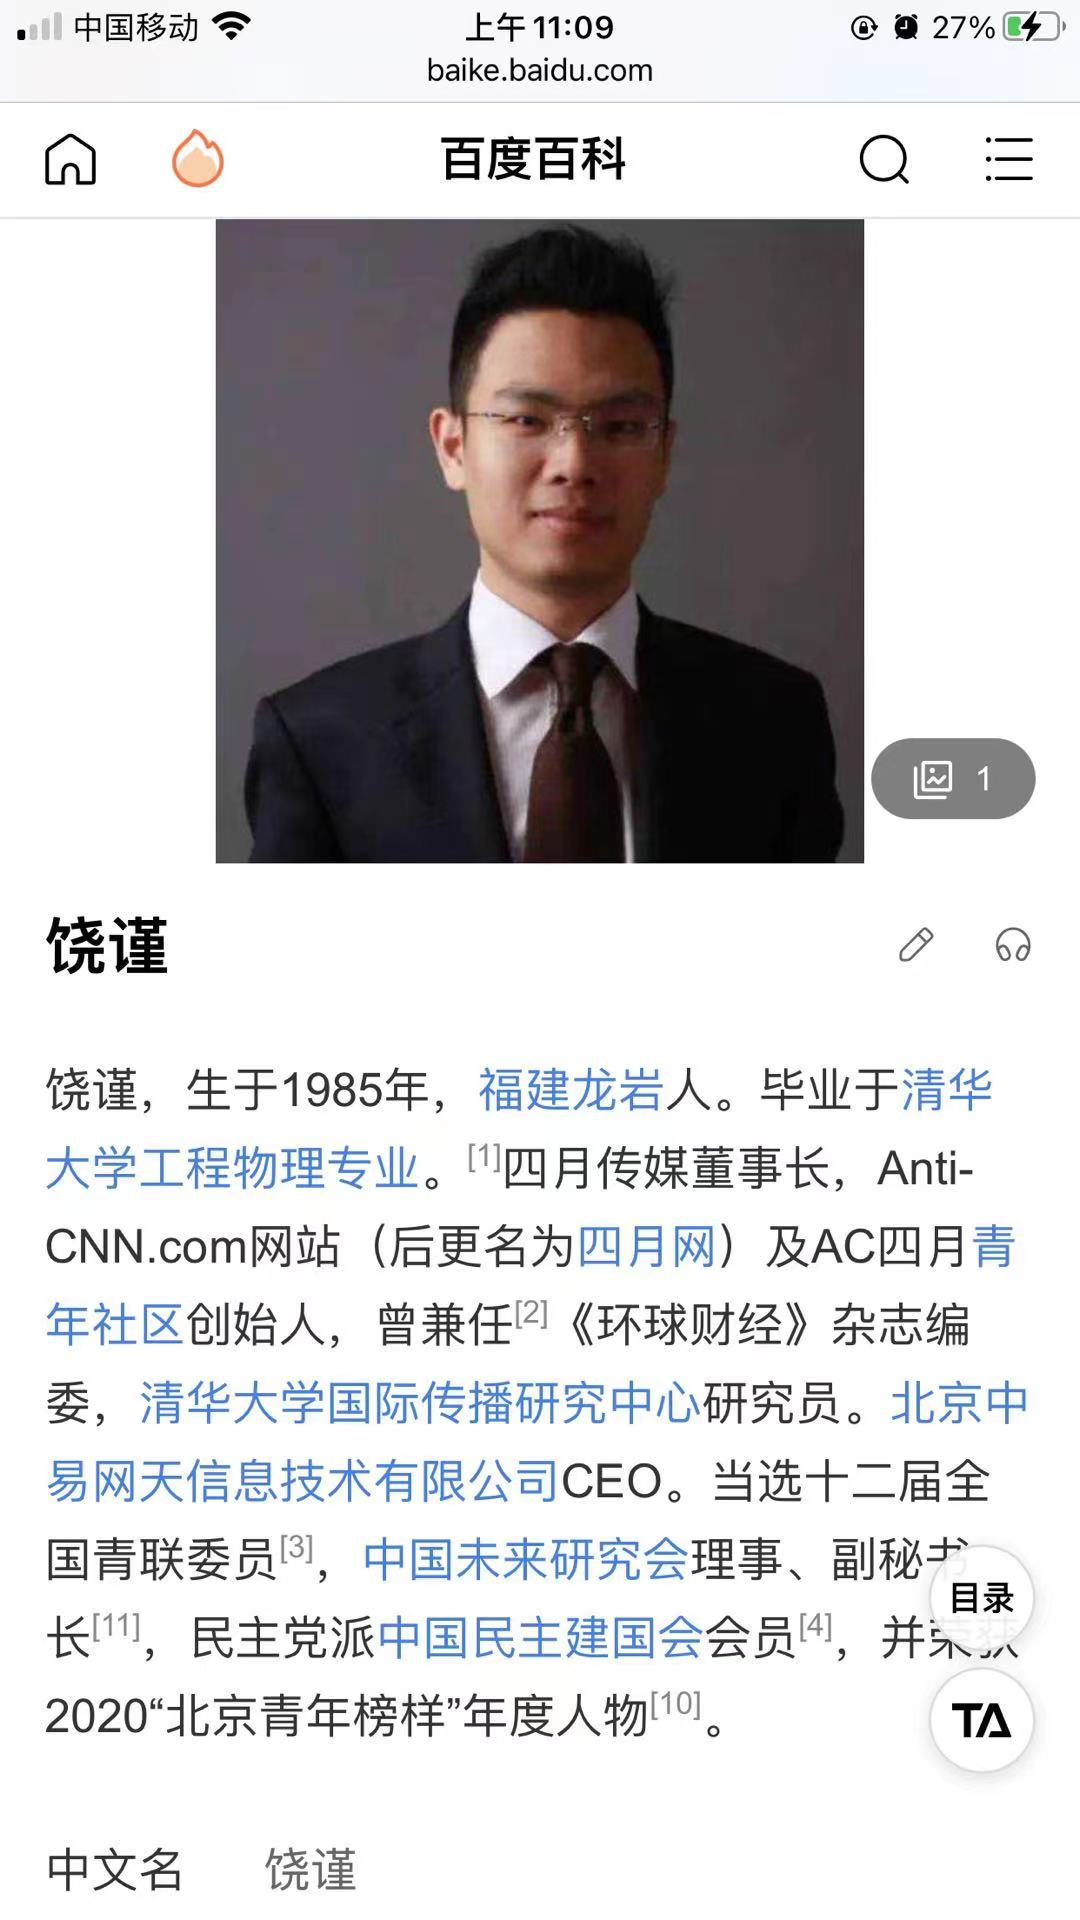 中国移动
上午11:09
27%
baike.baidu.com
百度百科
1
饶谨
饶谨，生于1985年，福建龙岩人。毕业于清华
大学工程物理专业。[1]四月传媒董事长，Anti-
CNN.com网站（后更名为四月网）及AC四月青
年社区创始人，曾兼任[2]《环球财经》杂志编
委，清华大学国际传播研究中心研究员。北京中
易网天信息技术有限公司CEO。当选十二届全
国青联委员[3]，中国未来研究会理事、副秘书
长[11]，民主党派中国民主建国会会员[4]，并荣获
2020“北京青年榜样”年度人物[10]。
目录
TA
中文名 饶谨